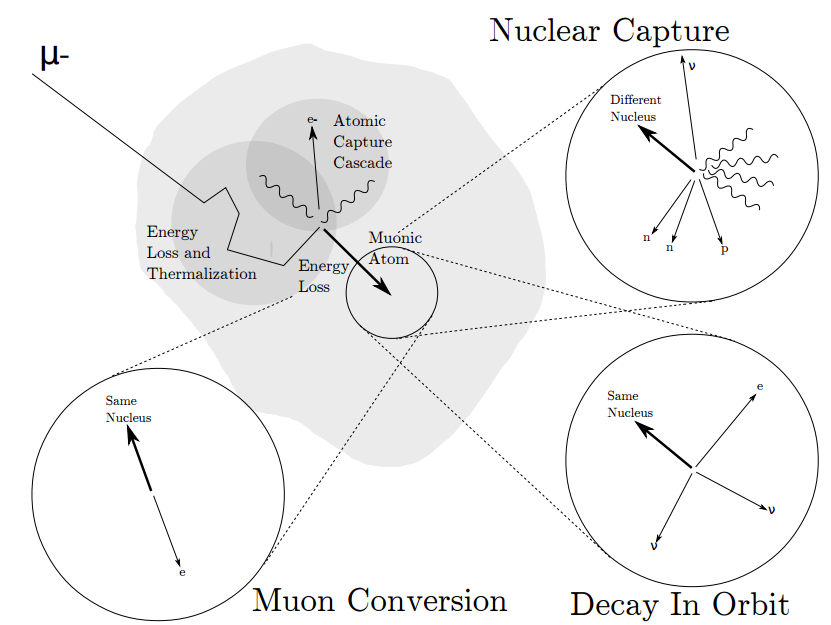 Nuclear Capture
μ-
ν
Different
Nucleus
e-
Atomic
Capture
Cascade
n
n
p
Energy
Loss and
Thermalization
Muonic
Atom
Energy
Loss
Same
Nucleus
e
Same
Nucleus
e
ν
ν
Muon Conversion
Decay In Orbit